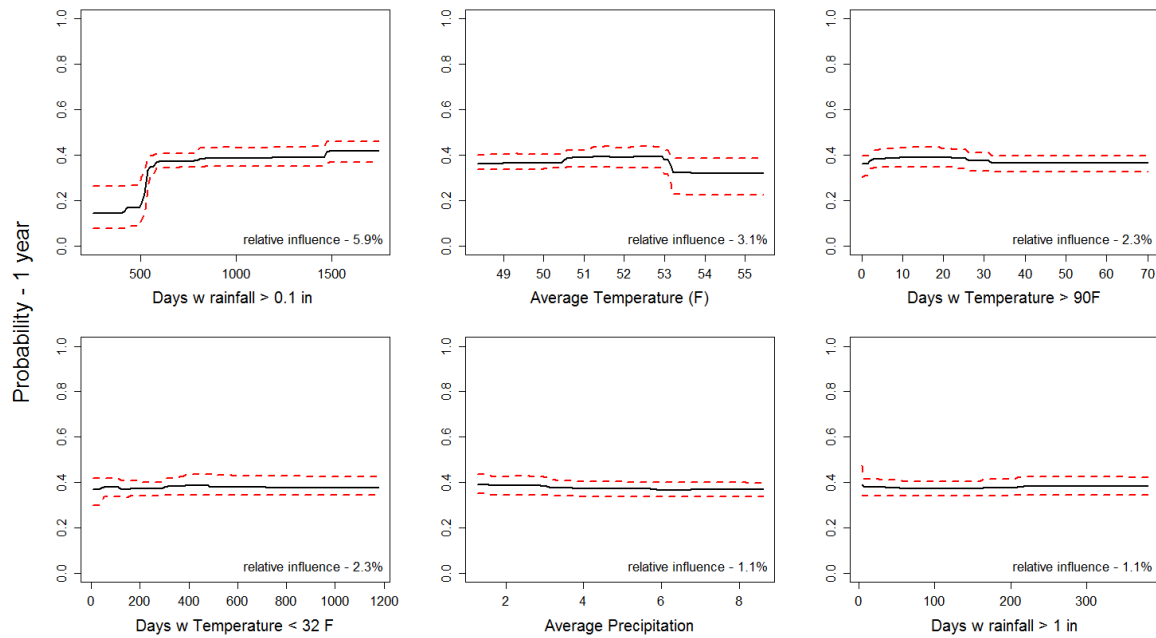 Probability - 1 year
0.0 0.2 0.4 0.6 0.8 1.0
relative influence - 5.9%
500 1000 1500
Days w rainfall > 0.1 in
0.0 0.2 0.4 0.6 0.8 1.0
relative influence - 3.1%
49 50 51 52 53 54 55
Average Temperature (F)
0.0 0.2 0.4 0.6 0.8 1.0
relative influence - 2.3%
0 10 20 30 40 50 60 70
Days w Temperature > 90F
0.0 0.2 0.4 0.6 0.8 1.0
relative influence - 2.3%
0 200 400 600 800 1000 1200
Days w Temperature < 32 F
0.0 0.2 0.4 0.6 0.8 1.0
relative influence - 1.1%
2 4 6 8
Average Precipitation
0.0 0.2 0.4 0.6 0.8 1.0
relative influence - 1.1%
0 100 200 300
Days w rainfall > 1 in